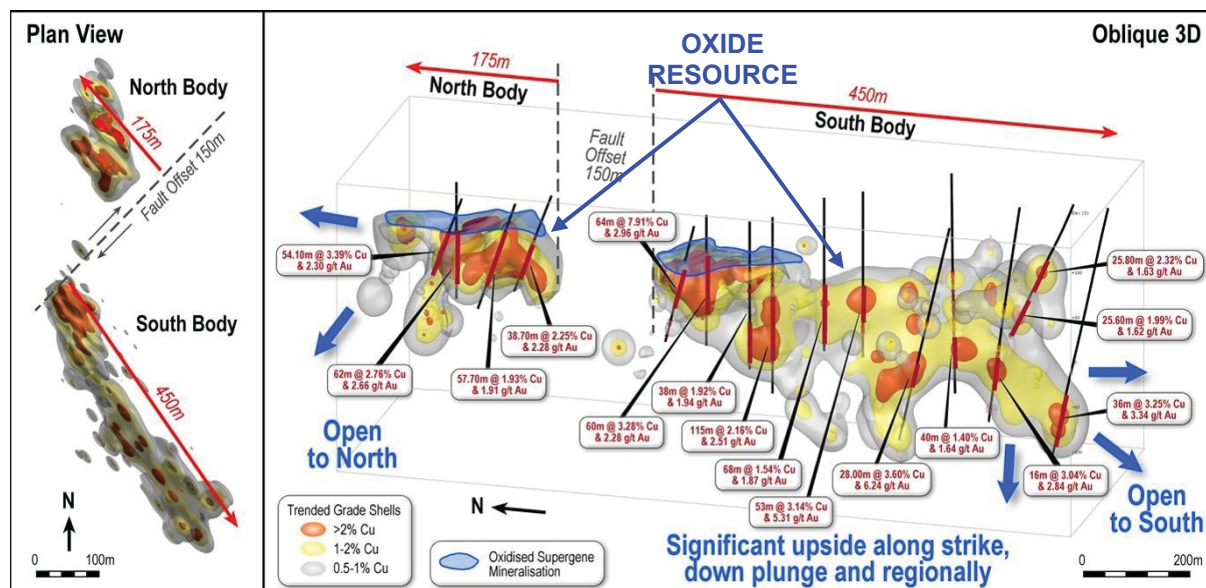 Plan View
North Body
175m
Fault Offset 150m
South Body
450m
N
0 100m
Oblique 3D
OXIDE
RESOURCE
175m
North Body
450m
South Body
Fault
Offset
150m
54.10m @ 3.39% Cu
& 2.30 g/t Au
62m @ 2.76% Cu
& 2.66 g/t Au
57.70m @ 1.93% Cu
& 1.91 g/t Au
38.70m @ 2.25% Cu
& 2.28 g/t Au
64m @ 7.91% Cu
& 2.96 g/t Au
60m @ 3.28% Cu
& 2.28 g/t Au
38m @ 1.92% Cu
& 1.94 g/t Au
115m @ 2.16% Cu
& 2.51 g/t Au
68m @ 1.54% Cu
& 1.87 g/t Au
53m @ 3.14% Cu
& 5.31 g/t Au
28.00m @ 3.60% Cu
& 6.24 g/t Au
40m @ 1.40% Cu
& 1.64 g/t Au
16m @ 3.04% Cu
& 2.84 g/t Au
36m @ 3.25% Cu
& 3.34 g/t Au
25.60m @ 1.99% Cu
& 1.62 g/t Au
25.80m @ 2.32% Cu
& 1.63 g/t Au
Open
to North
Open
to South
N
Trended Grade Shells
>2% Cu
1-2% Cu
0.5-1% Cu
Oxidised Supergene
Mineralisation
Significant upside along strike,
down plunge and regionally
0 200m